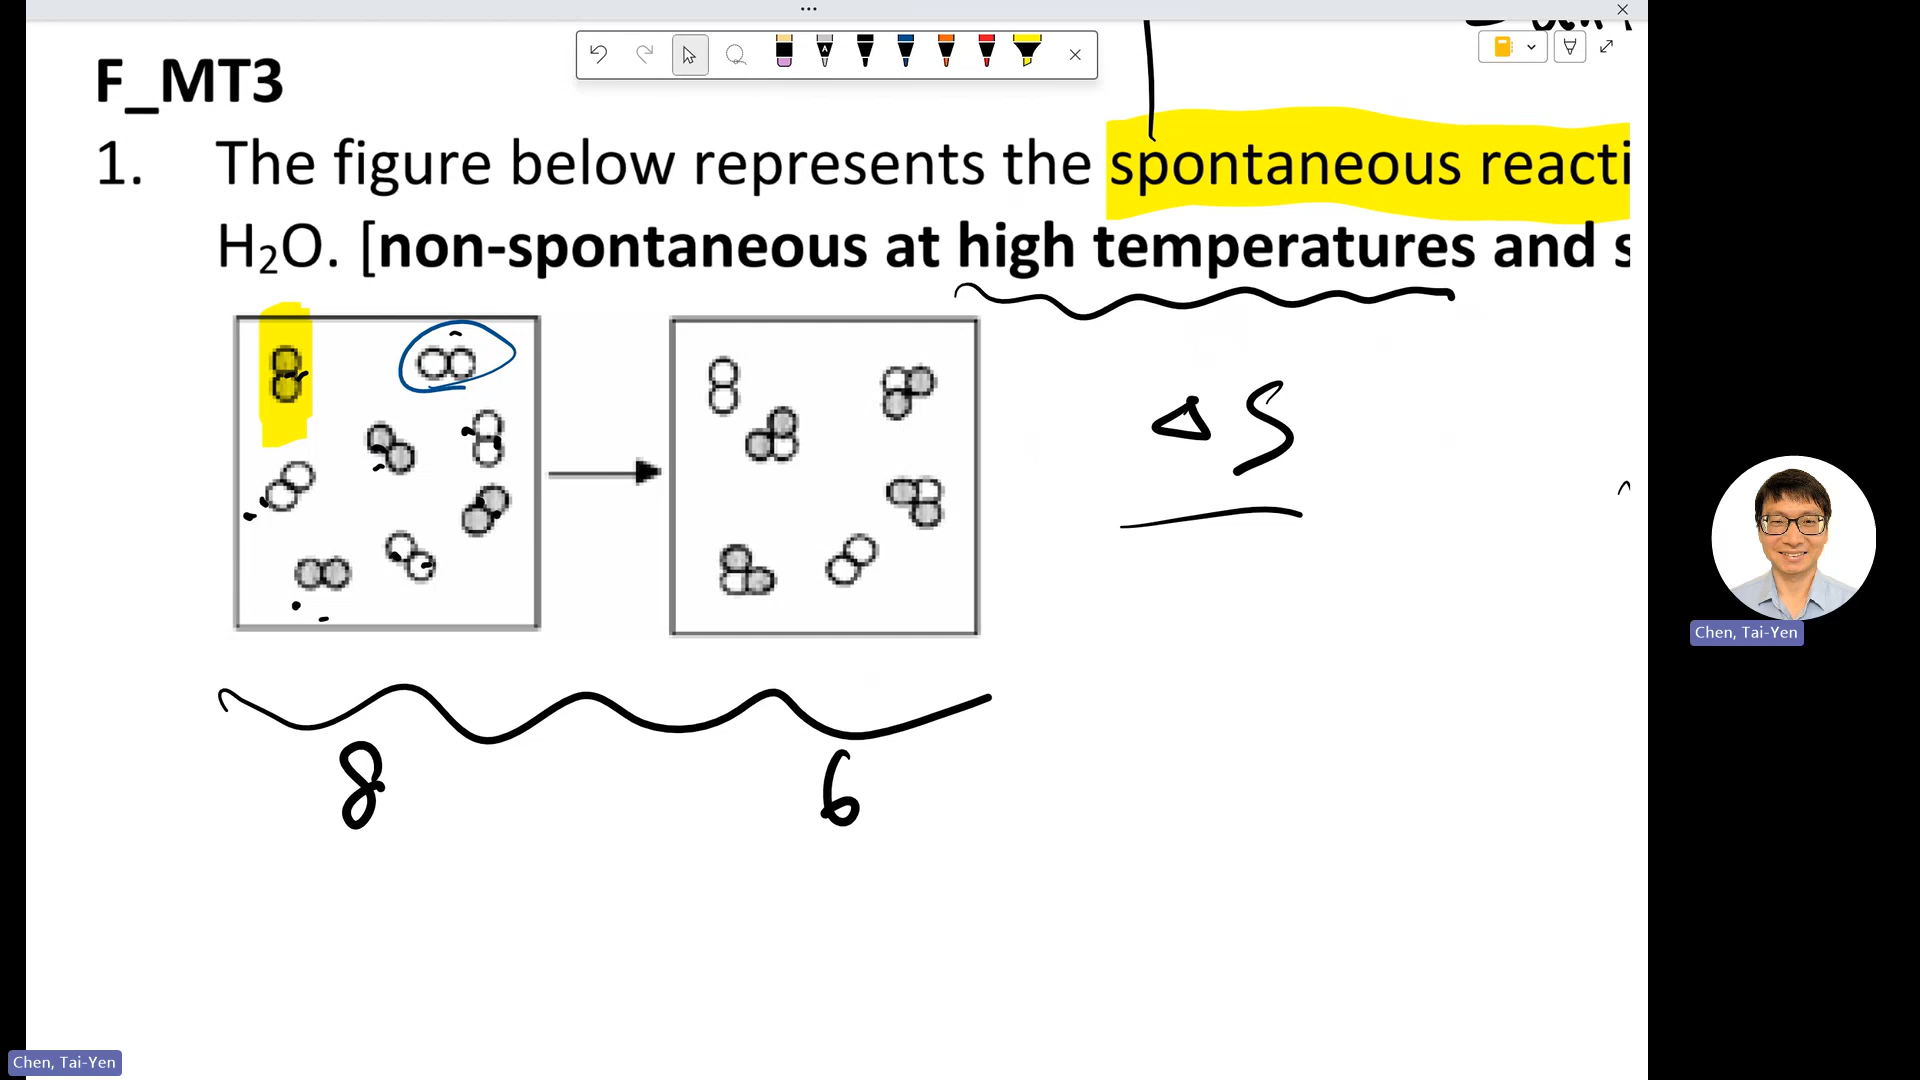 F_MT3
1. The figure below represents the spontaneous reacti
H₂O. [non-spontaneous at high temperatures and s
ΔS
8 6
Chen, Tai-Yen
Chen, Tai-Yen